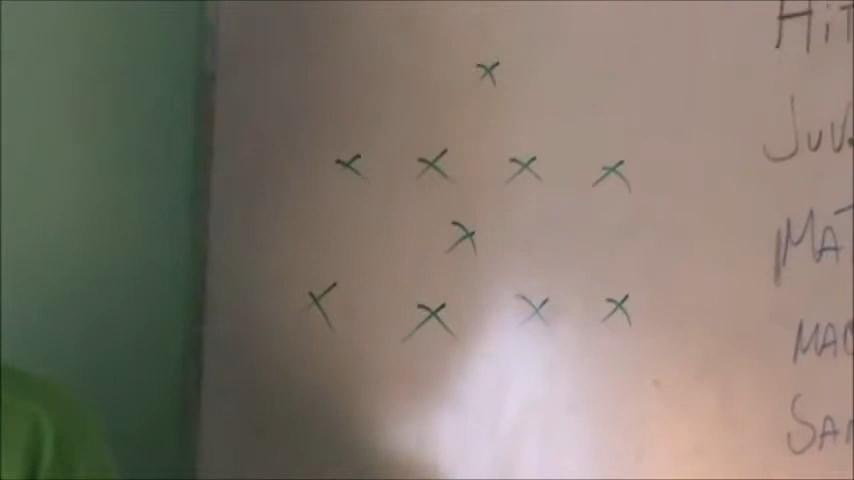 x
x x x x
x
x x x x
HiT
JUV
MAT
MAC
SAN